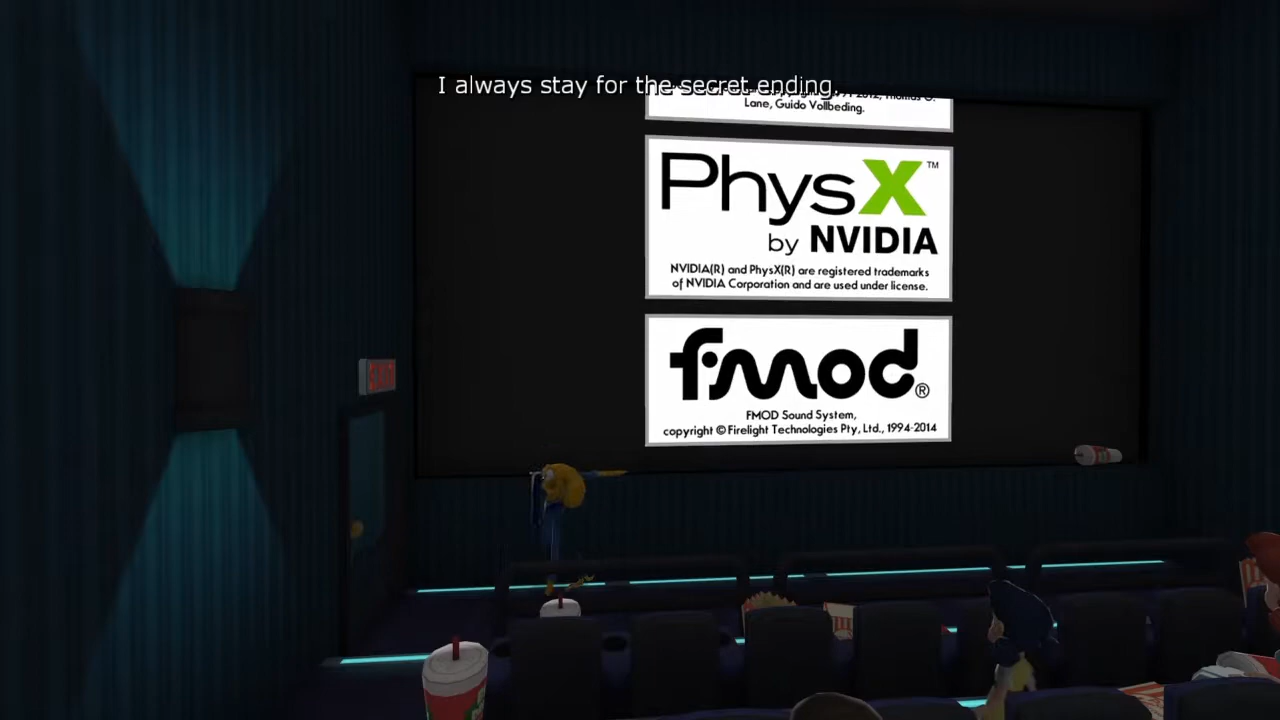 I always stay for the secret ending.
Lane, Guido Vollbeding.
PhysX™
by NVIDIA
NVIDIA(R) and PhysX(R) are registered trademarks
of NVIDIA Corporation and are used under license.
EXIT
fmod®
FMOD Sound System,
copyright © Firelight Technologies Pty, Ltd., 1994-2014